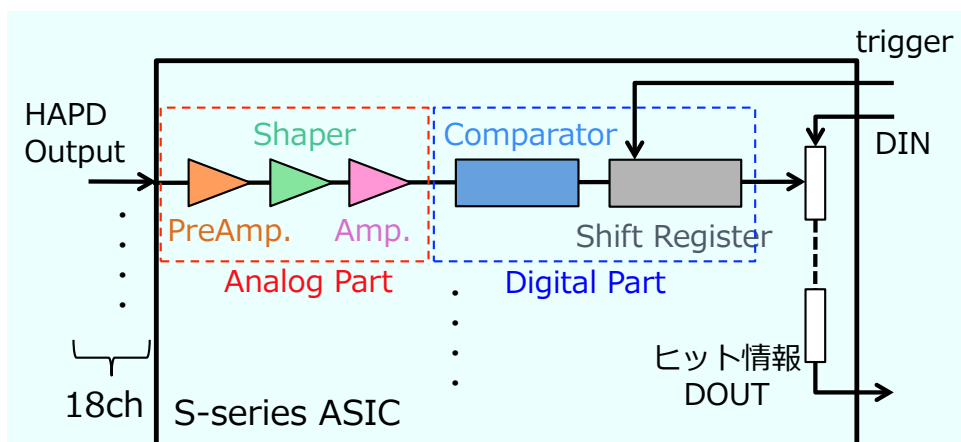 trigger
HAPD
Output
Shaper
Comparator
DIN
PreAmp.
Amp.
Shift Register
Analog Part
Digital Part
ヒット情報
DOUT
18ch
S-series ASIC